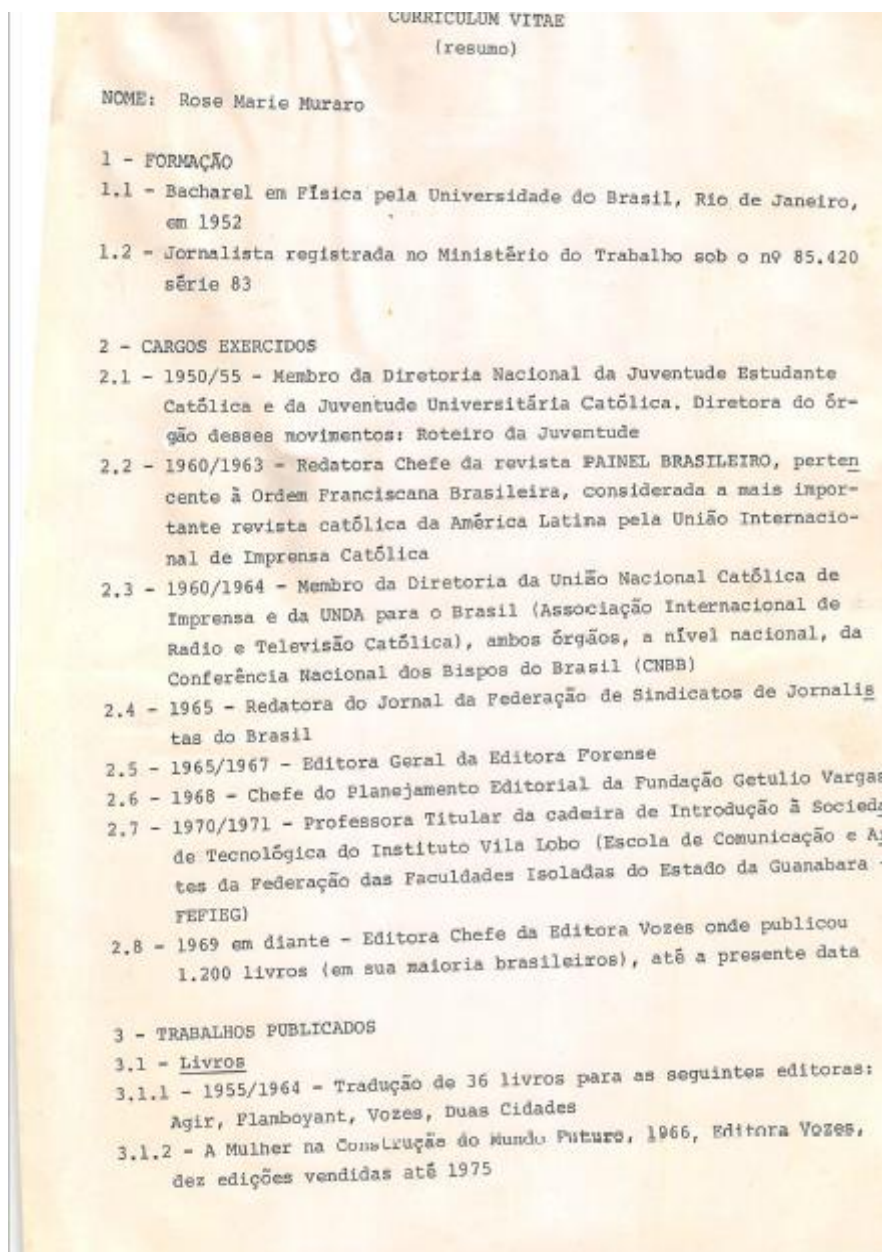 CURRICULUM VITAE
(resumo)
NOME: Rose Marie Muraro
1 - FORMAÇÃO
1.1 - Bacharel em Física pela Universidade do Brasil, Rio de Janeiro,
em 1952
1.2 - Jornalista registrada no Ministério do Trabalho sob o nº 85.420
série 83
2 - CARGOS EXERCIDOS
2.1 - 1950/55 - Membro da Diretoria Nacional da Juventude Estudante
Católica e da Juventude Universitária Católica. Diretora do ór-
gão desses movimentos: Roteiro da Juventude
2.2 - 1960/1963 - Redatora Chefe da revista PAINEL BRASILEIRO, perten
cente à Ordem Franciscana Brasileira, considerada a mais impor-
tante revista católica da América Latina pela União Internacio-
nal de Imprensa Católica
2.3 - 1960/1964 - Membro da Diretoria da União Nacional Católica de
Imprensa e da UNDA para o Brasil (Associação Internacional de
Radio e Televisão Católica), ambos órgãos, a nível nacional, da
Conferência Nacional dos Bispos do Brasil (CNBB)
2.4 - 1965 - Redatora do Jornal da Federação de Sindicatos de Jornalis
tas do Brasil
2.5 - 1965/1967 - Editora Geral da Editora Forense
2.6 - 1968 - Chefe do Planejamento Editorial da Fundação Getulio Vargas
2.7 - 1970/1971 - Professora Titular da cadeira de Introdução à Socieda
de Tecnológica do Instituto Vila Lobo (Escola de Comunicação e A
tes da Federação das Faculdades Isoladas do Estado da Guanabara -
FEFIEG)
2.8 - 1969 em diante - Editora Chefe da Editora Vozes onde publicou
1.200 livros (em sua maioria brasileiros), até a presente data
3 - TRABALHOS PUBLICADOS
3.1 - Livros
3.1.1 - 1955/1964 - Tradução de 36 livros para as seguintes editoras:
Agir, Flamboyant, Vozes, Duas Cidades
3.1.2 - A Mulher na Construção do Mundo Futuro, 1966, Editora Vozes,
dez edições vendidas até 1975